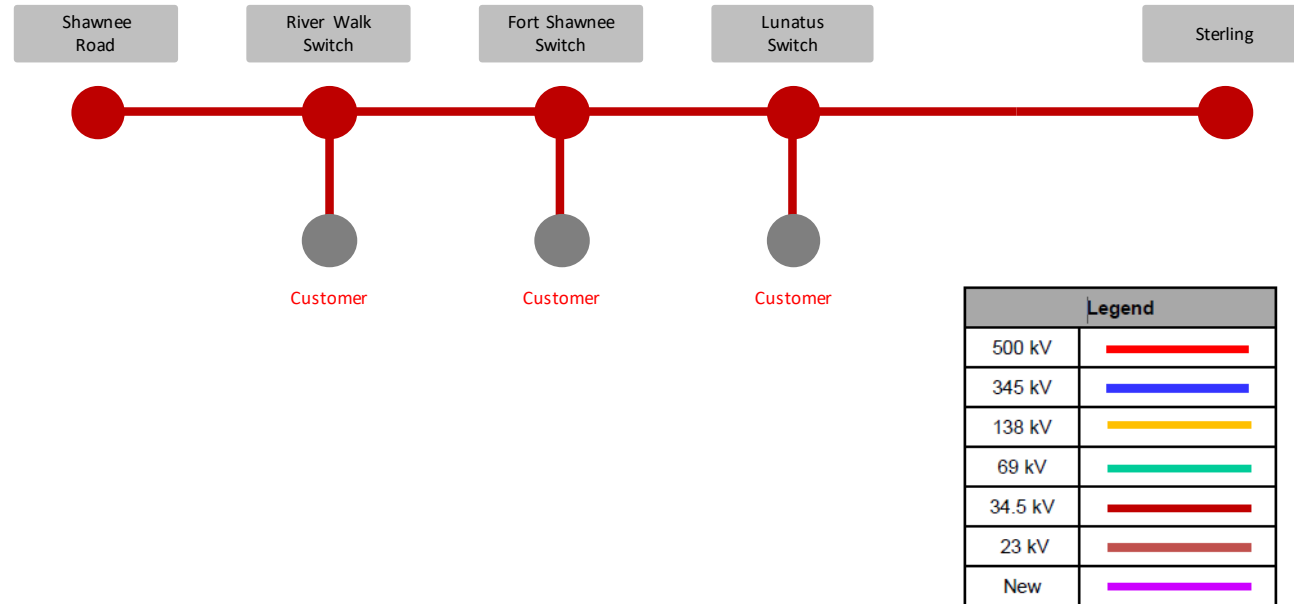 Shawnee
Road
River Walk
Switch
Fort Shawnee
Switch
Lunatus
Switch
Sterling
Customer
Customer
Customer
Legend
500 kV
345 kV
138 kV
69 kV
34.5 kV
23 kV
New